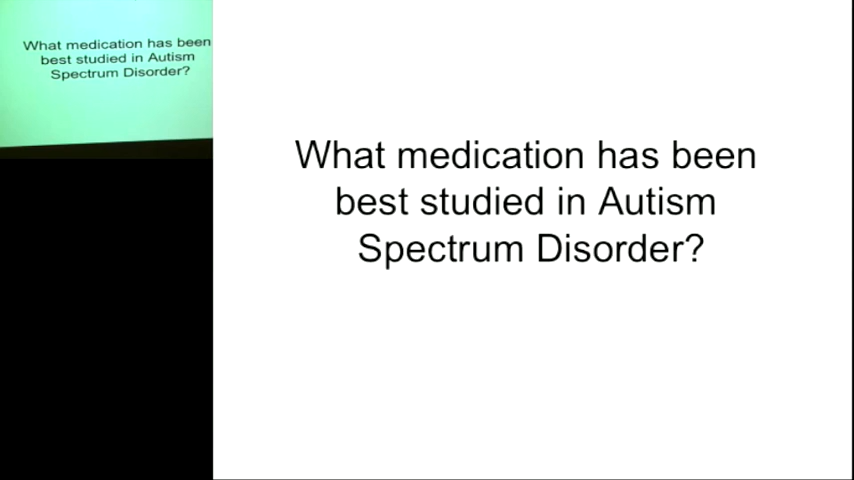 What medication has been
best studied in Autism
Spectrum Disorder?
What medication has been
best studied in Autism
Spectrum Disorder?